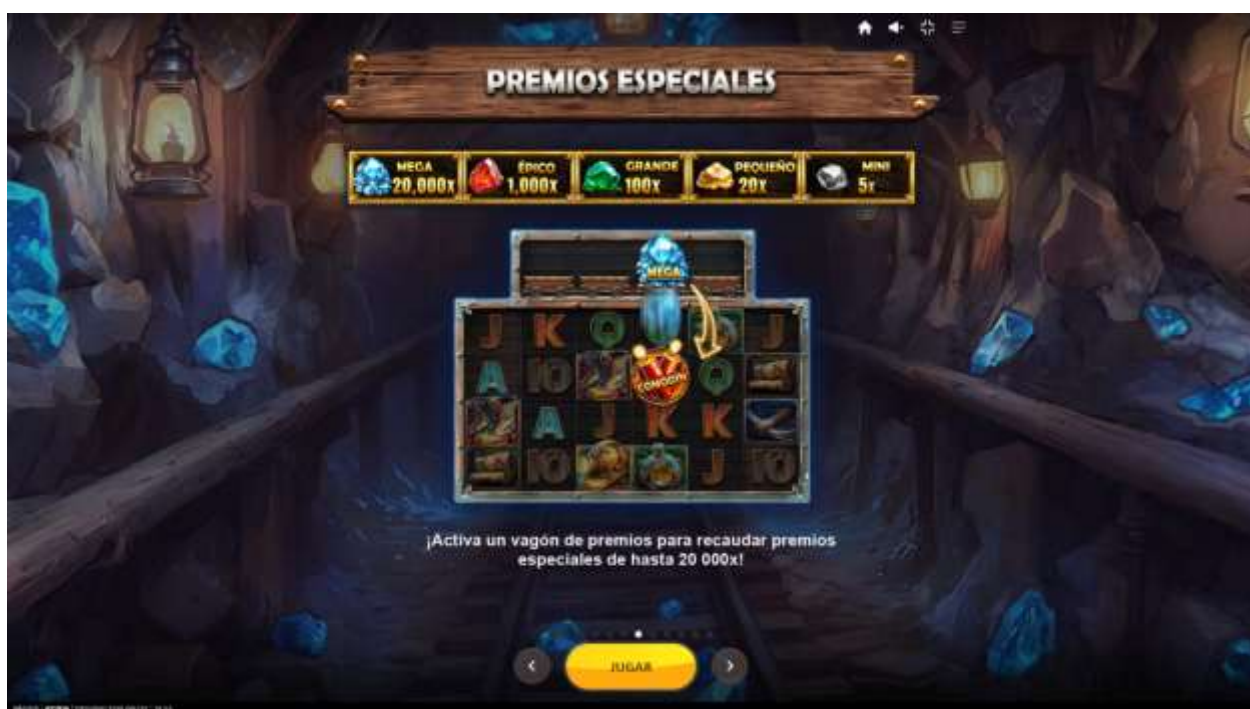 PREMIOS ESPECIALES
MEGA
20,000x
ÉPICO
1,000x
GRANDE
100x
PEQUEÑO
20x
MINI
5x
MEGA
J K Q J
A 10 COMODÍN Q
A J K K
10 J 10
¡Activa un vagón de premios para recaudar premios
especiales de hasta 20 000x!
JUGAR